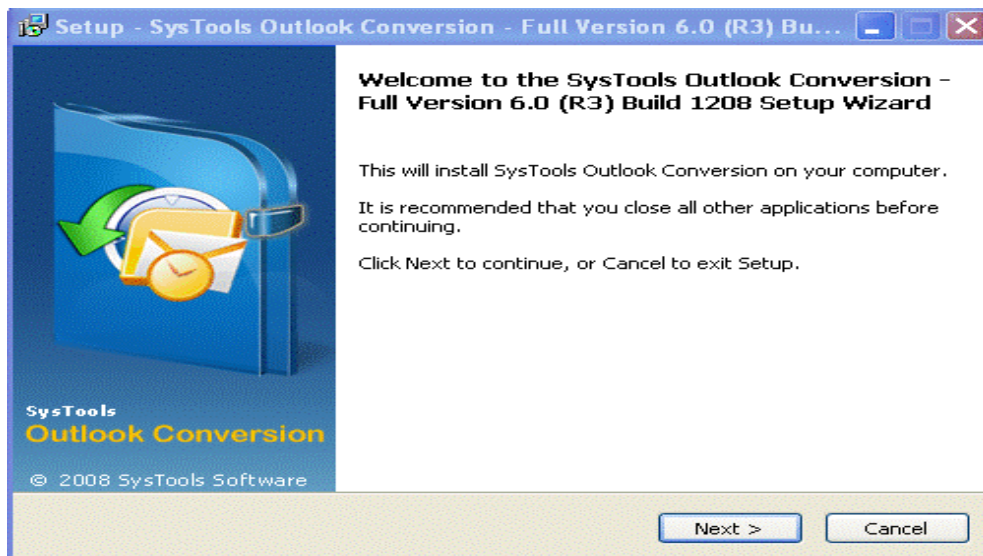 Setup - SysTools Outlook Conversion - Full Version 6.0 (R3) Bu...
Welcome to the SysTools Outlook Conversion -
Full Version 6.0 (R3) Build 1208 Setup Wizard
This will install SysTools Outlook Conversion on your computer.
It is recommended that you close all other applications before
continuing.
Click Next to continue, or Cancel to exit Setup.
SysTools
Outlook Conversion
© 2008 SysTools Software
Next >
Cancel